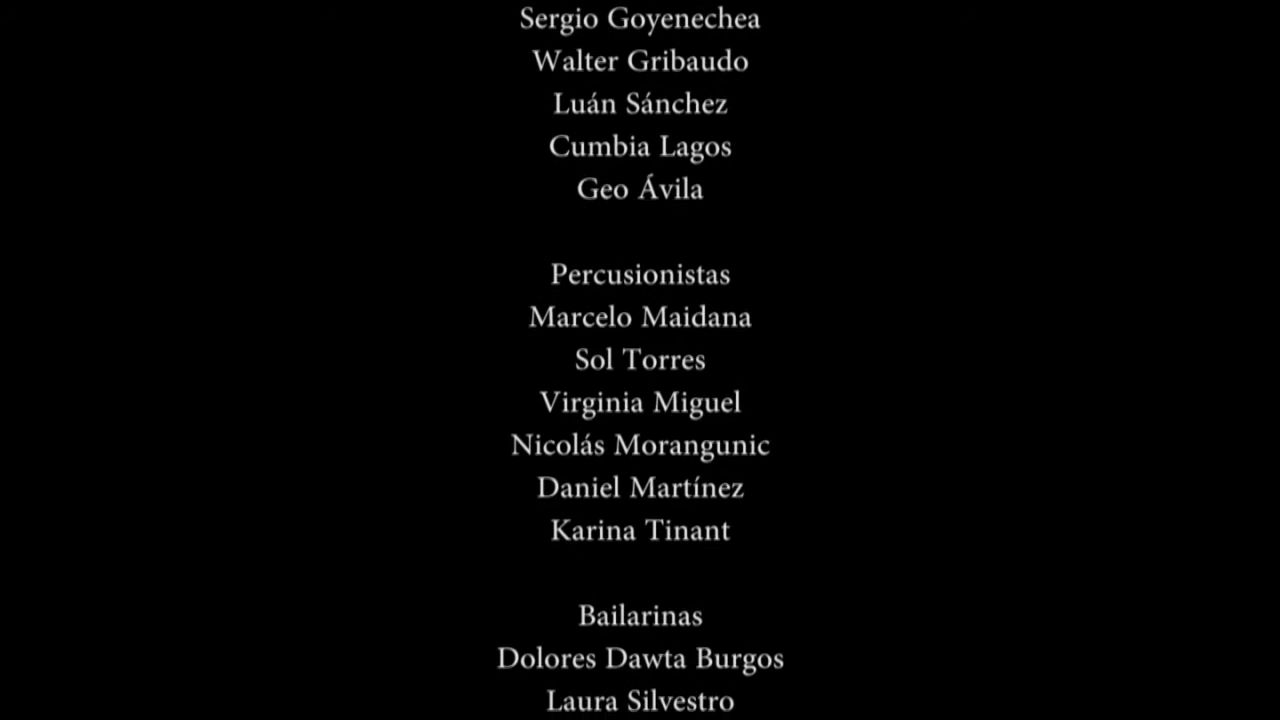 Sergio Goyenechea
Walter Gribaudo
Luán Sánchez
Cumbia Lagos
Geo Ávila
Percusionistas
Marcelo Maidana
Sol Torres
Virginia Miguel
Nicolás Morangunic
Daniel Martínez
Karina Tinant
Bailarinas
Dolores Dawta Burgos
Laura Silvestro